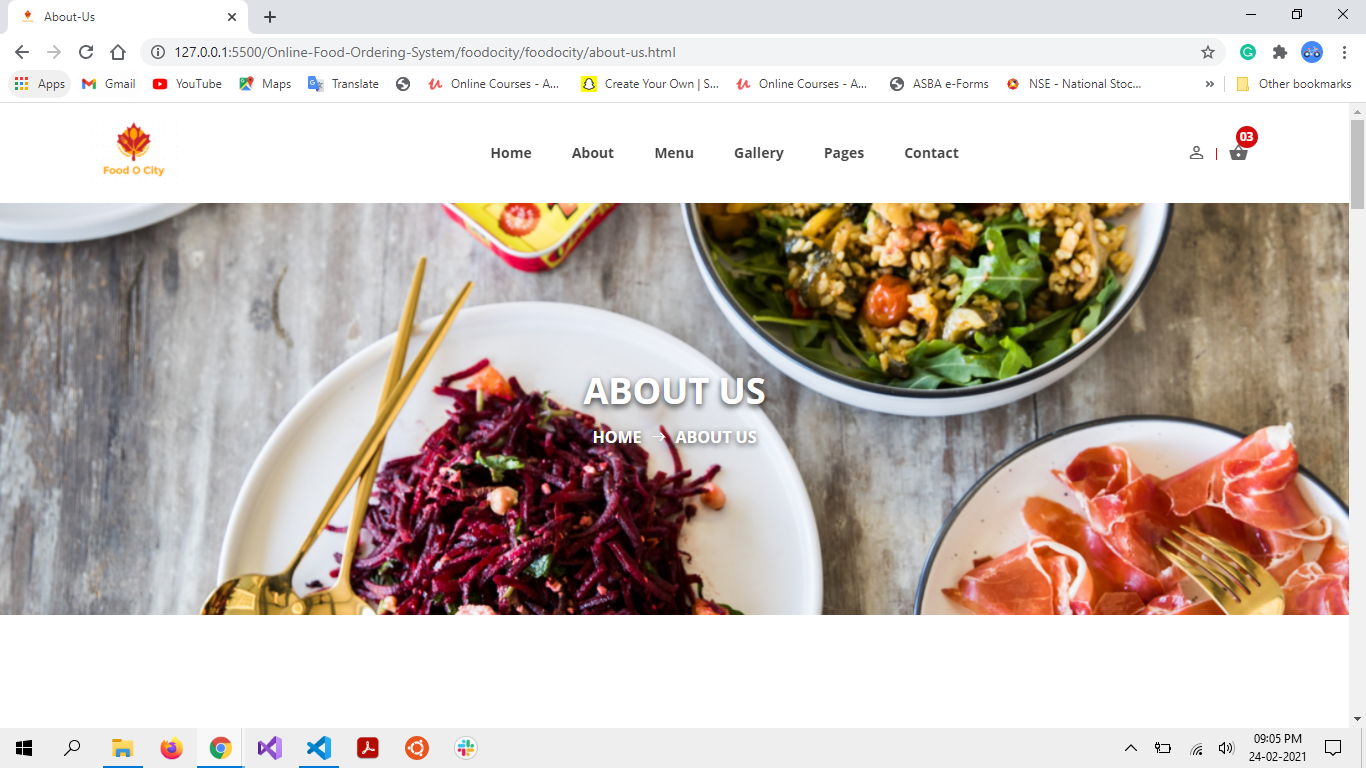 About-Us
127.0.0.1:5500/Online-Food-Ordering-System/foodocity/foodocity/about-us.html
Apps Gmail YouTube Maps Translate Online Courses - A... Create Your Own | S... Online Courses - A... ASBA e-Forms NSE - National Stoc... » Other bookmarks
Food O City
Home About Menu Gallery Pages Contact
03
ABOUT US
HOME → ABOUT US
09:05 PM
24-02-2021